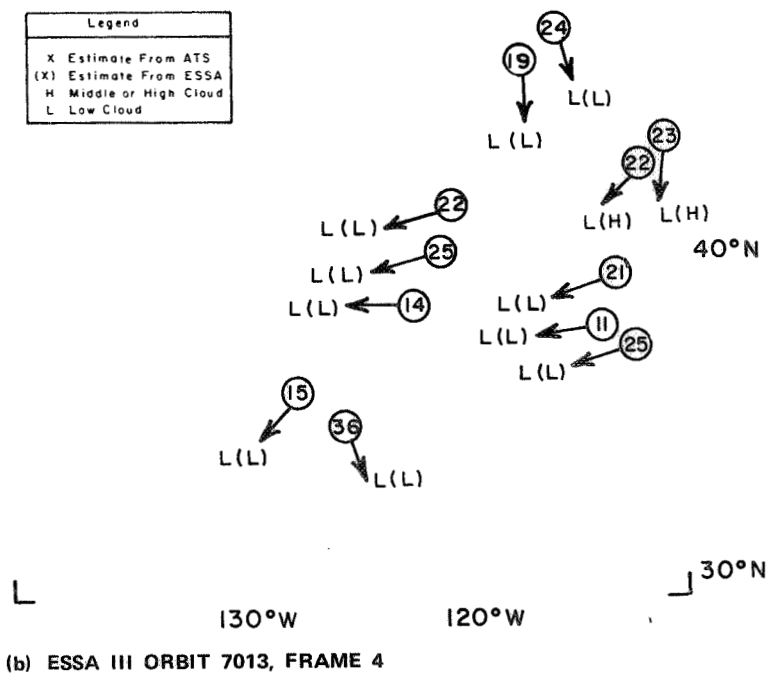 Legend
X Estimate From ATS
(X) Estimate From ESSA
H Middle or High Cloud
L Low Cloud
24
19
L(L)
L (L)
23
22
L(H)
L(H)
22
L (L)
40°N
25
L (L)
21
L (L)
14
L (L)
11
L (L)
25
L (L)
15
36
L(L)
L(L)
30°N
130°W
120°W
(b) ESSA III ORBIT 7013, FRAME 4